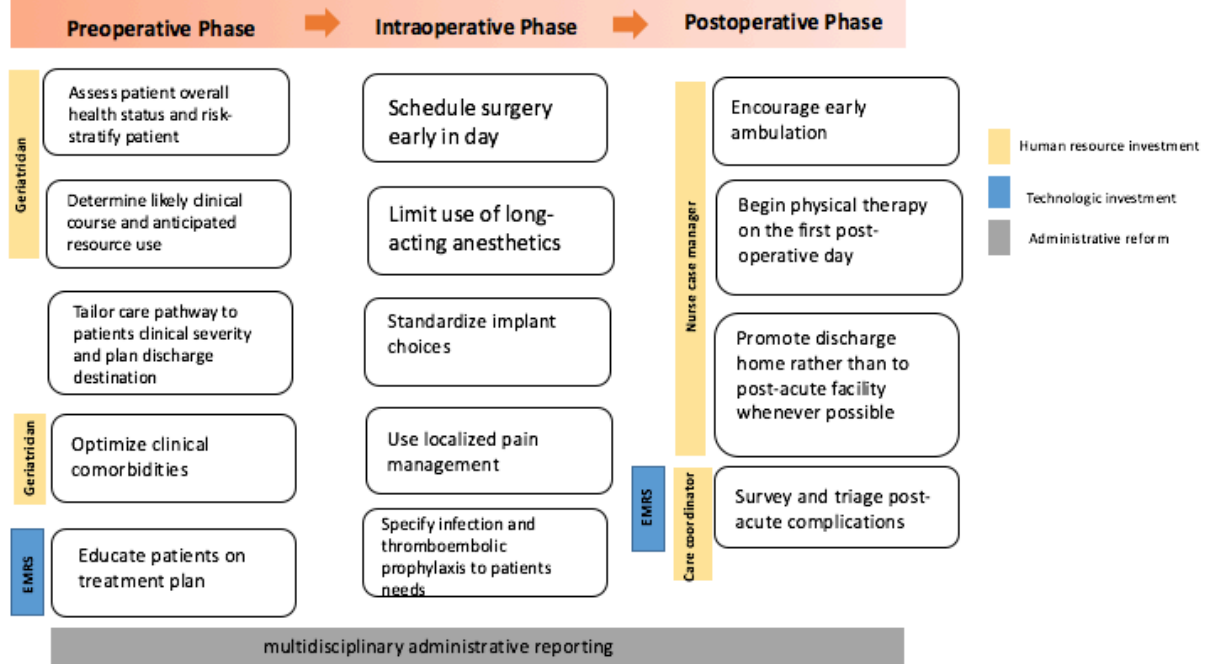 Preoperative Phase
Intraoperative Phase
Postoperative Phase
Geriatridan
Assess patient overall
health status and risk-
stratify patient
Determine likely clinical
course and anticipated
resource use
Tailor care pathway to
patients clinical severity
and plan discharge
destination
Geriatridan
Optimize clinical
comorbidities
EMRS
Educate patients on
treatment plan
Schedule surgery
early in day
Limit use of long-
acting anesthetics
Standardize implant
choices
Use localized pain
management
Specify infection and
thromboembolic
prophylaxis to patients
needs
Nurse case manager
Encourage early
ambulation
Begin physical therapy
on the first post-
operative day
Promote discharge
home rather than to
post-acute facility
whenever possible
EMRS
Care coordinator
Survey and triage post-
acute complications
Human resource investment
Technologic investment
Administrative reform
multidisciplinary administrative reporting